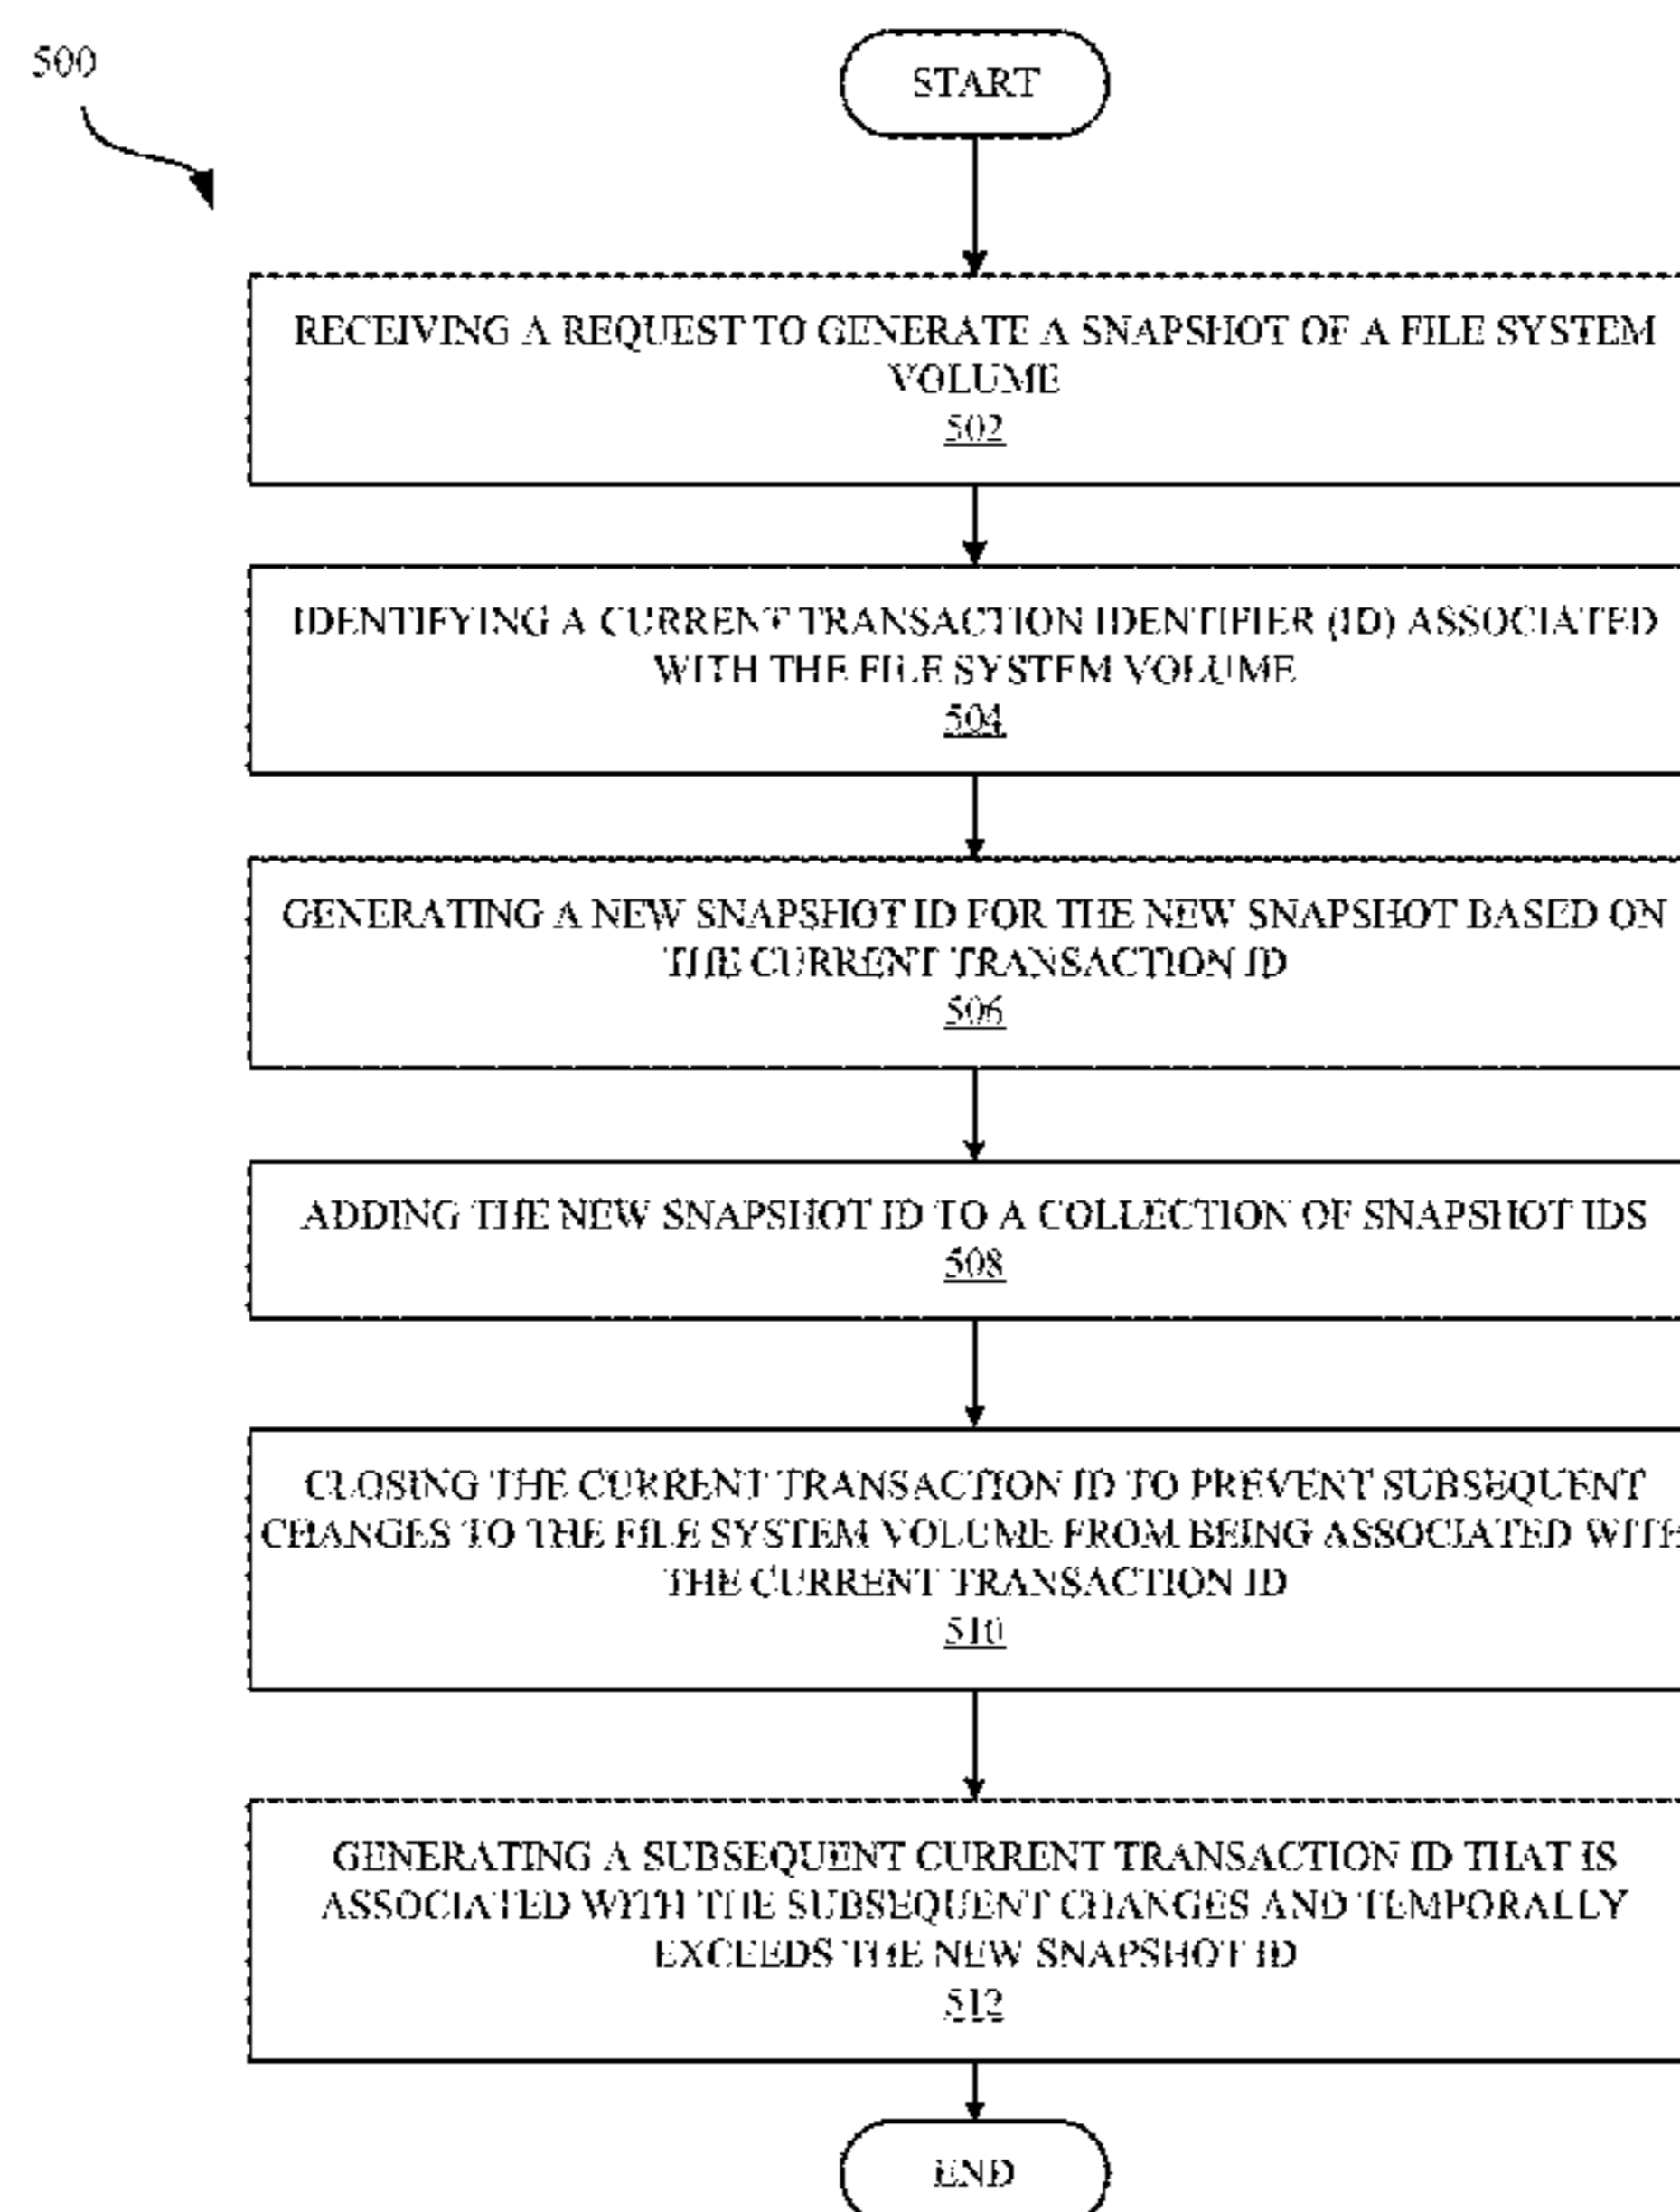 500
START
RECEIVING A REQUEST TO GENERATE A SNAPSHOT OF A FILE SYSTEM
VOLUME
502
IDENTIFYING A CURRENT TRANSACTION IDENTIFIER (ID) ASSOCIATED
WITH THE FILE SYSTEM VOLUME
504
GENERATING A NEW SNAPSHOT ID FOR THE NEW SNAPSHOT BASED ON
THE CURRENT TRANSACTION ID
506
ADDING THE NEW SNAPSHOT ID TO A COLLECTION OF SNAPSHOT IDS
508
CLOSING THE CURRENT TRANSACTION ID TO PREVENT SUBSEQUENT
CHANGES TO THE FILE SYSTEM VOLUME FROM BEING ASSOCIATED WITH
THE CURRENT TRANSACTION ID
510
GENERATING A SUBSEQUENT CURRENT TRANSACTION ID THAT IS
ASSOCIATED WITH THE SUBSEQUENT CHANGES AND TEMPORALLY
EXCEEDS THE NEW SNAPSHOT ID
512
END